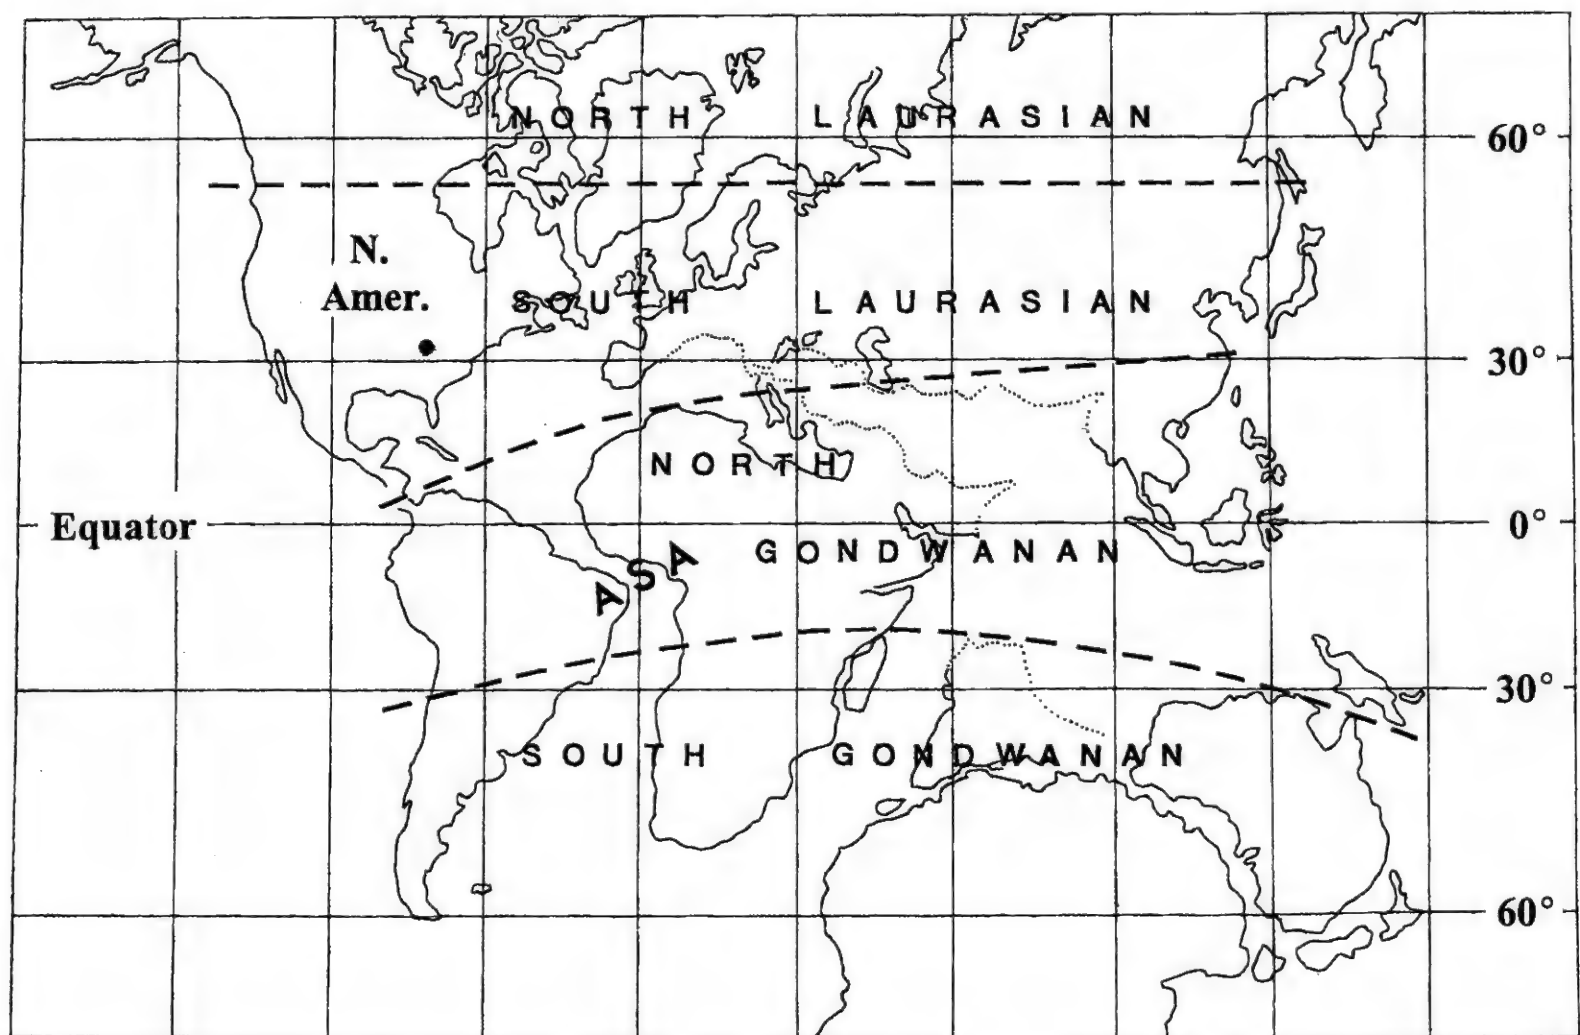 NORTH LAURASIAN
60°
N.
Amer.
SOUTH LAURASIAN
30°
NORTH
Equator
0°
GONDWANAN
ASA
30°
SOUTH GONDWANAN
60°